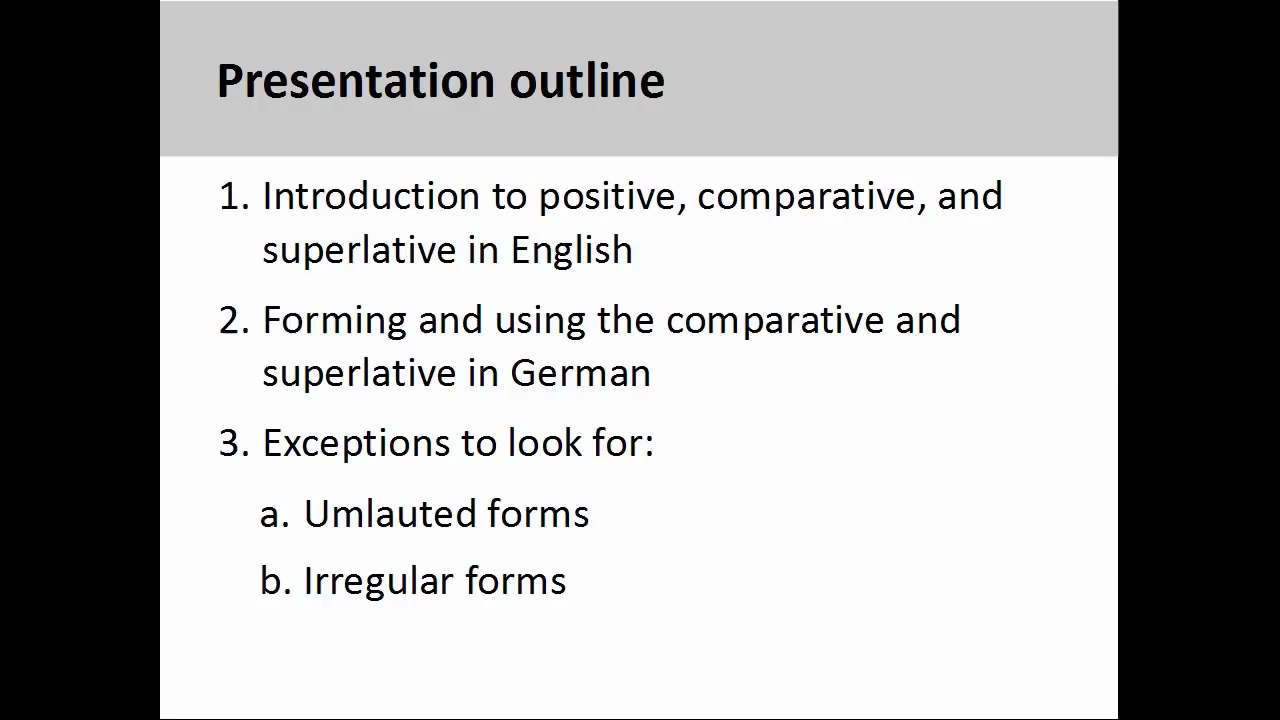 Presentation outline
1. Introduction to positive, comparative, and
superlative in English
2. Forming and using the comparative and
superlative in German
3. Exceptions to look for:
a. Umlauted forms
b. Irregular forms